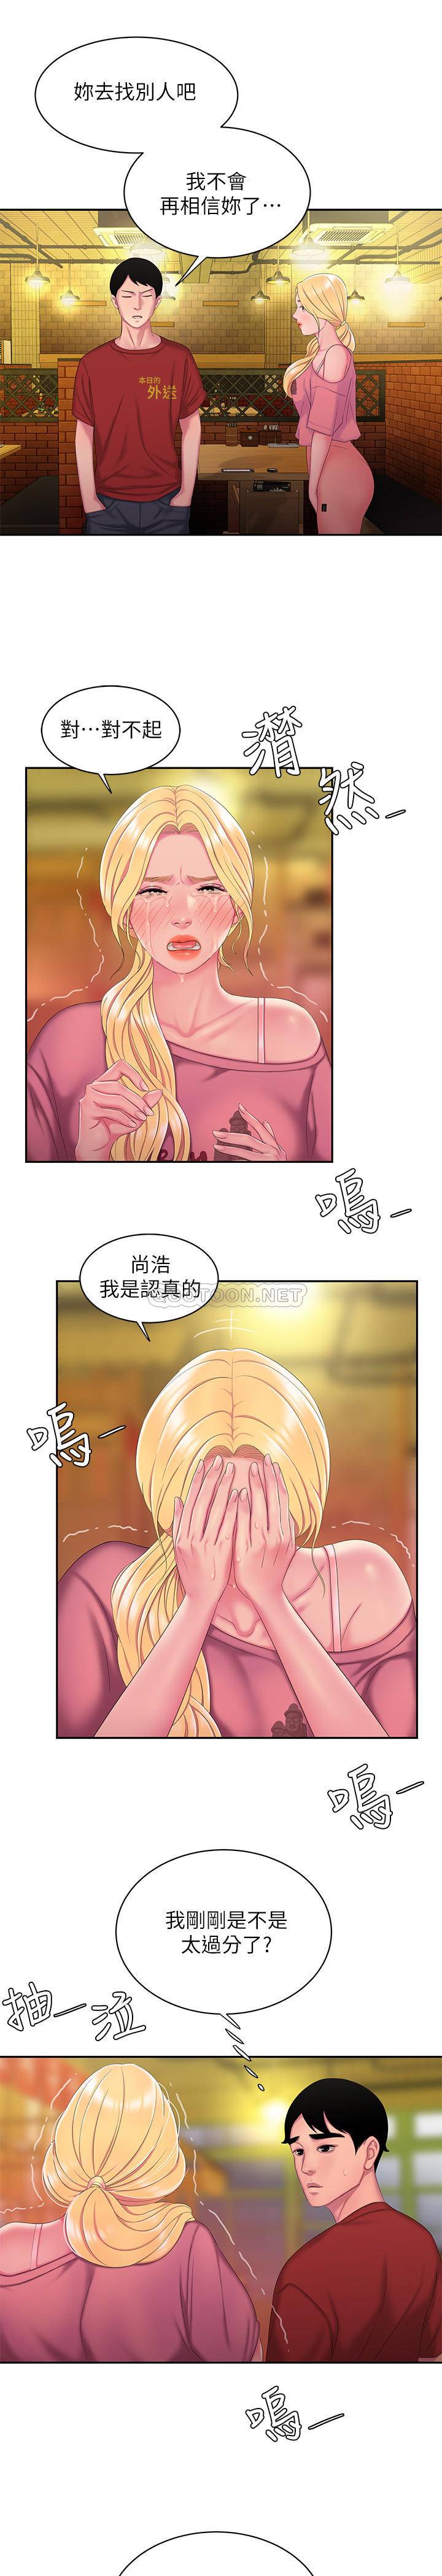 妳去找別人吧
我不會
再相信妳了…
本日的
外送
對…對不起
潸
然–
嗚–
尚浩
我是認真的
TOON.NET
嗚–
嗚–
我剛剛是不是
太過分了?
抽–
泣
嗚–